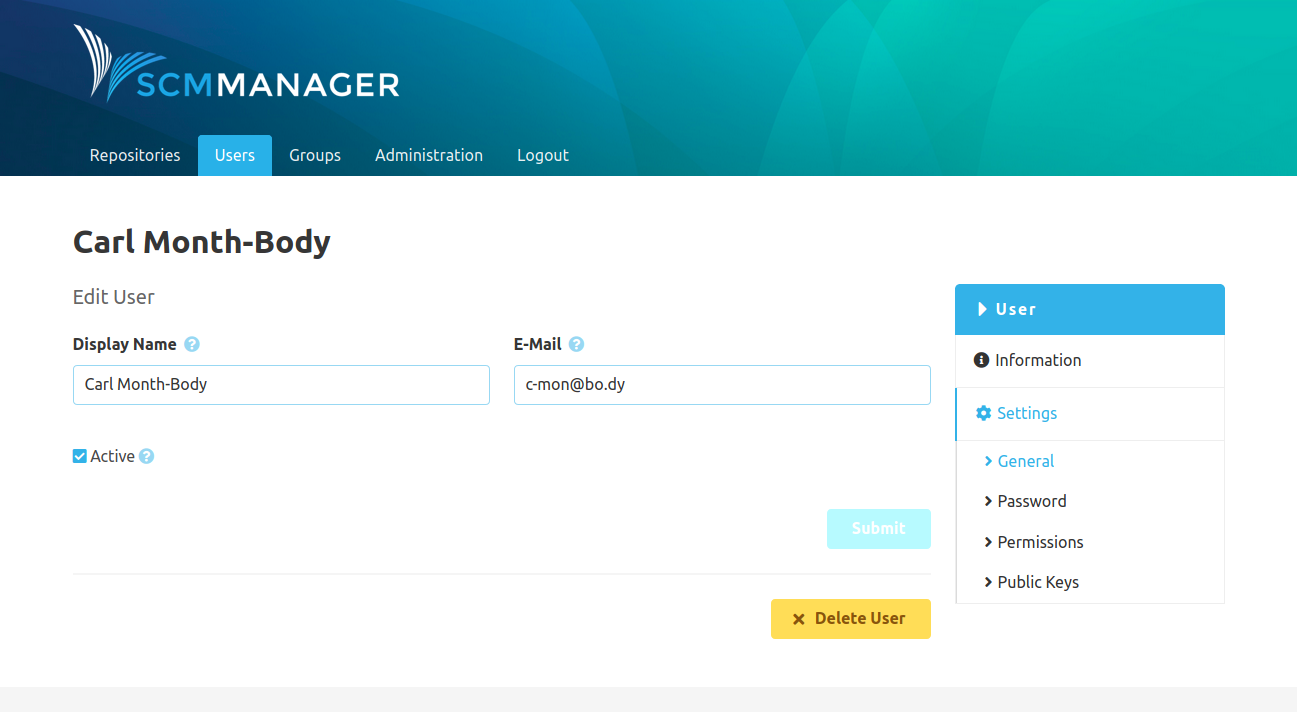 SCMMANAGER
Repositories Users Groups Administration Logout
Carl Month-Body
Edit User
Display Name
E-Mail
Carl Month-Body
c-mon@bo.dy
Active
Submit
Delete User
User
Information
Settings
General
Password
Permissions
Public Keys